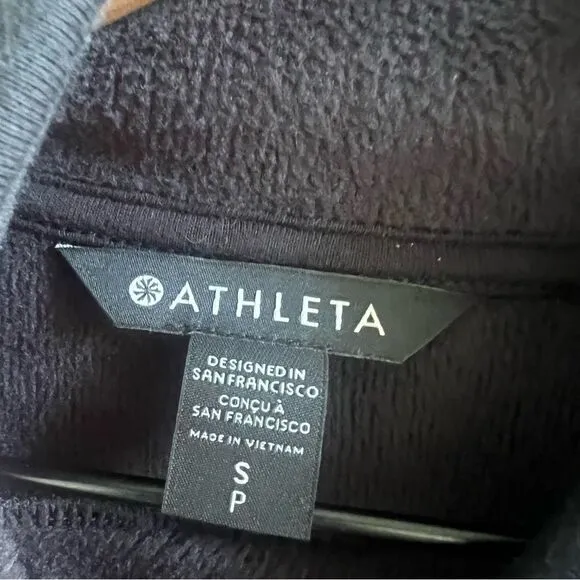 ATHLETA
DESIGNED IN
SAN FRANCISCO
CONÇU À
SAN FRANCISCO
MADE IN VIETNAM
S
P